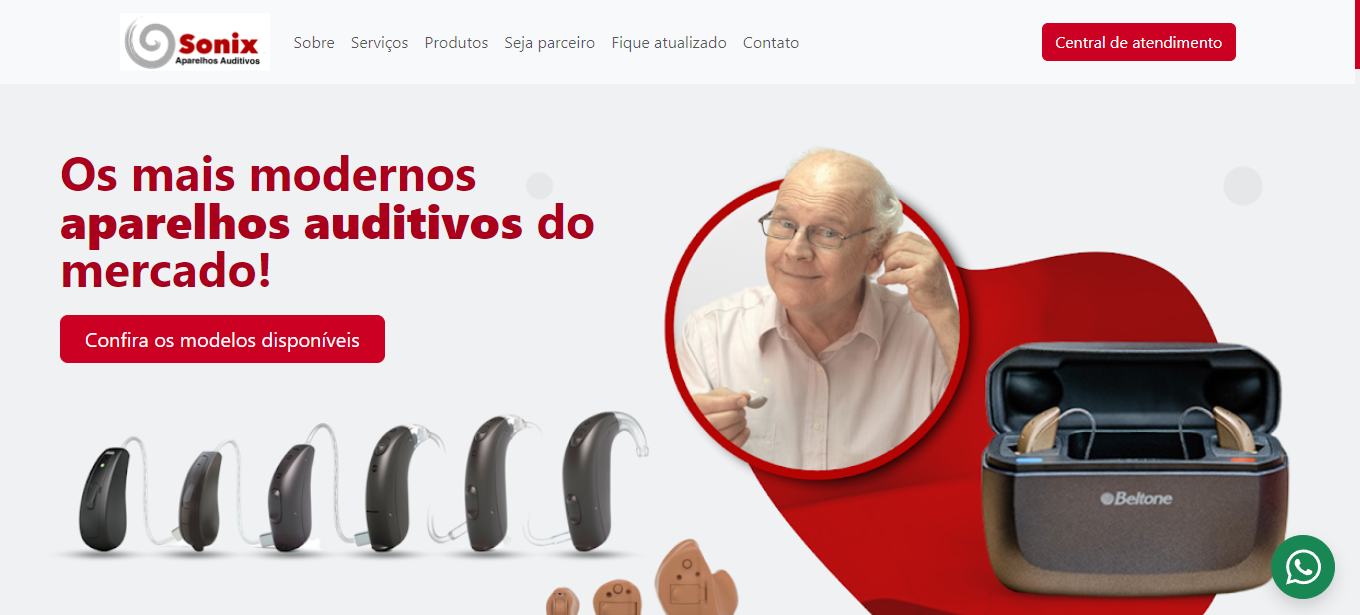 Sonix
Aparelhos Auditivos
Sobre
Serviços
Produtos
Seja parceiro
Fique atualizado
Contato
Central de atendimento
Os mais modernos
aparelhos auditivos do
mercado!
Confira os modelos disponíveis
Beltone